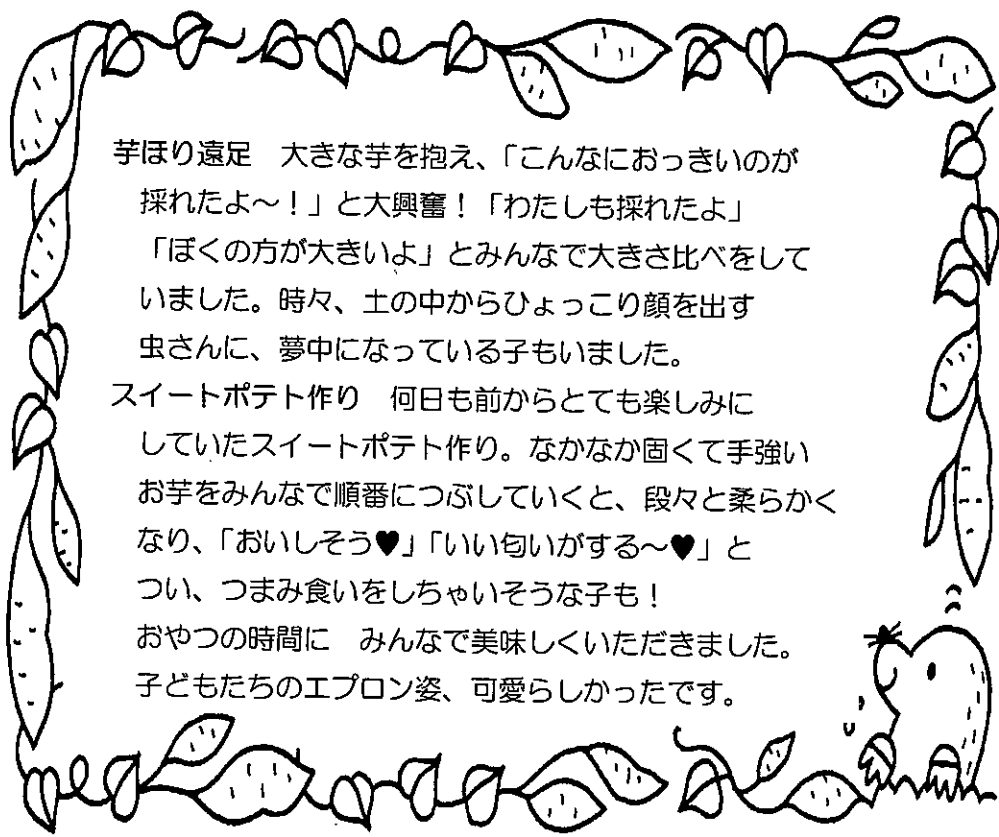 芋ほり遠足　大きな芋を抱え、「こんなにおっきいのが
採れたよ～！」と大興奮！「わたしも採れたよ」
「ぼくの方が大きいよ」とみんなで大きさ比べをして
いました。時々、土の中からひょっこり顔を出す
虫さんに、夢中になっている子もいました。
スイートポテト作り　何日も前からとても楽しみに
していたスイートポテト作り。なかなか固くて手強い
お芋をみんなで順番につぶしていくと、段々と柔らかく
なり、「おいしそう♥」「いい匂いがする～♥」と
つい、つまみ食いをしちゃいそうな子も！
おやつの時間に　みんなで美味しくいただきました。
子どもたちのエプロン姿、可愛らしかったです。